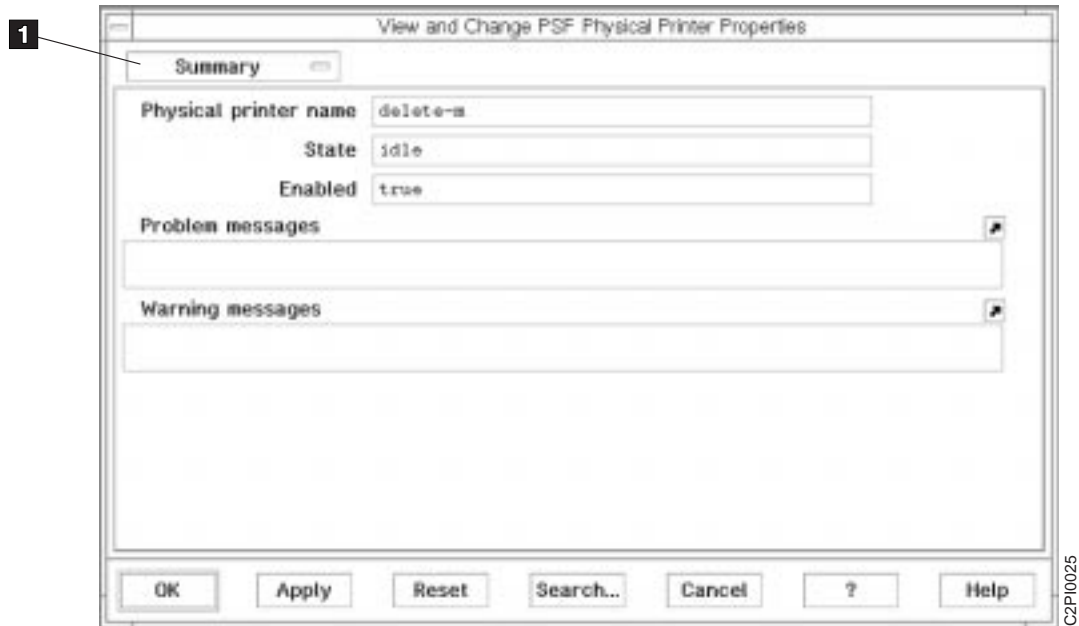 View and Change PSF Physical Printer Properties
1
Summary
Physical printer name delete-m
State idle
Enabled true
Problem messages
Warning messages
OK Apply Reset Search... Cancel ? Help
C2PI0025